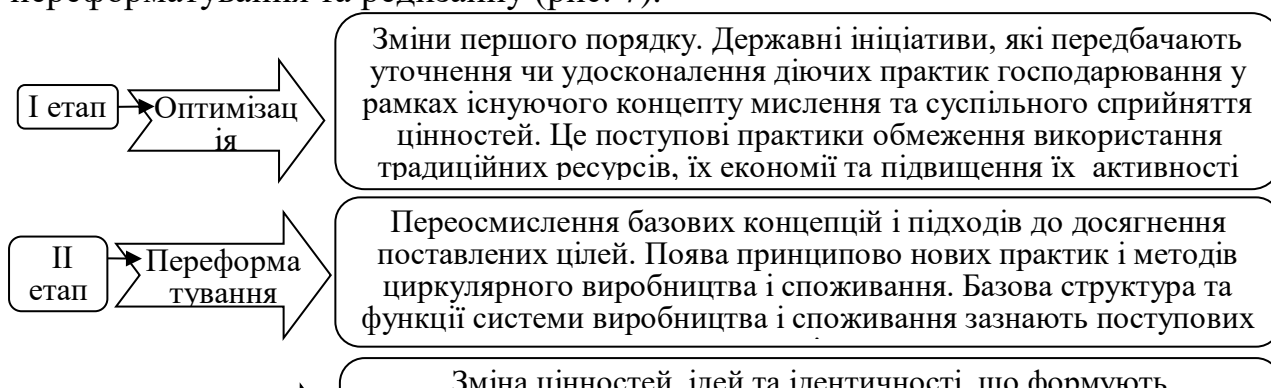 переформатування та редизайну (рис. 7).
І етап
Оптимізац
ія
Зміни першого порядку. Державні ініціативи, які передбачають
уточнення чи удосконалення діючих практик господарювання у
рамках існуючого концепту мислення та суспільного сприйняття
цінностей. Це поступові практики обмеження використання
традиційних ресурсів, їх економії та підвищення їх активності
ІІ
етап
Переформа
тування
Переосмислення базових концепцій і підходів до досягнення
поставлених цілей. Поява принципово нових практик і методів
циркулярного виробництва і споживання. Базова структура та
функції системи виробництва і споживання зазнають поступових
Зміна цінностей, ідей та ідентичності, що формують